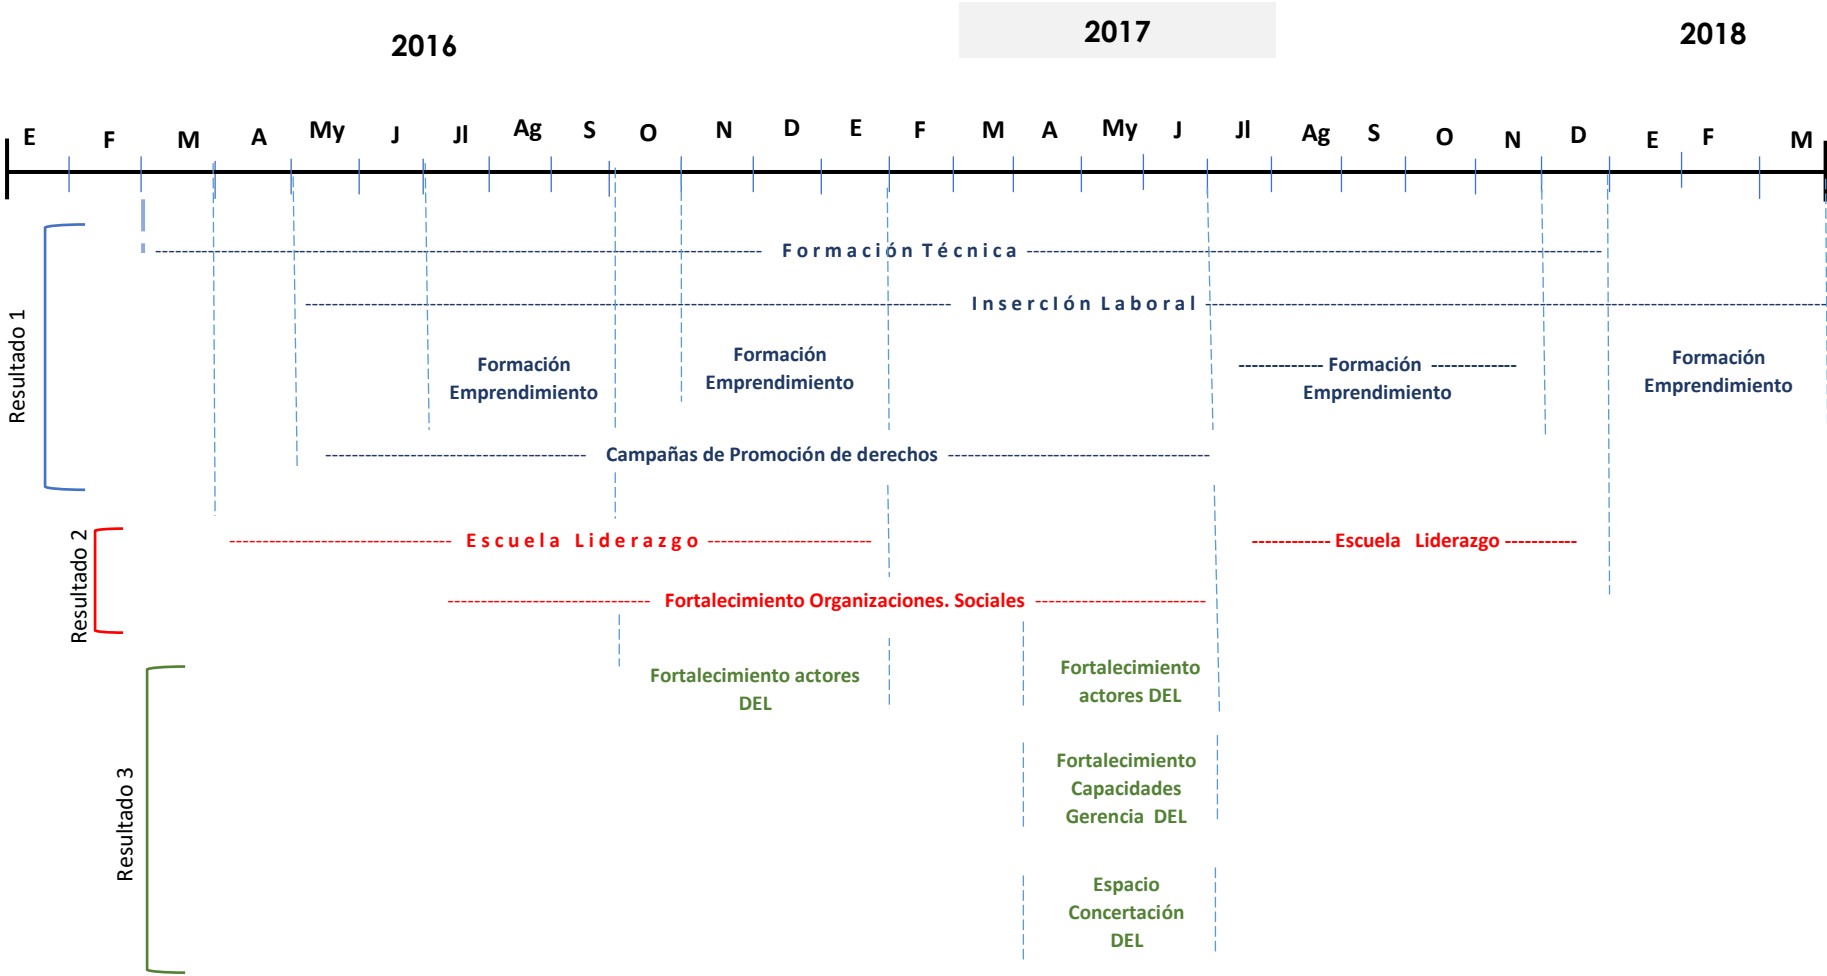 2016
2017
2018
E F M A My J Jl Ag S O N D E F M A My J Jl Ag S O N D E F M
Resultado 1
Formación Técnica
InsercIón Laboral
Formación
Emprendimiento
Formación
Emprendimiento
Formación
Emprendimiento
Formación
Emprendimiento
Campañas de Promoción de derechos
Resultado 2
Escuela Liderazgo
Escuela Liderazgo
Fortalecimiento Organizaciones. Sociales
Resultado 3
Fortalecimiento actores
DEL
Fortalecimiento
actores DEL
Fortalecimiento
Capacidades
Gerencia DEL
Espacio
Concertación
DEL